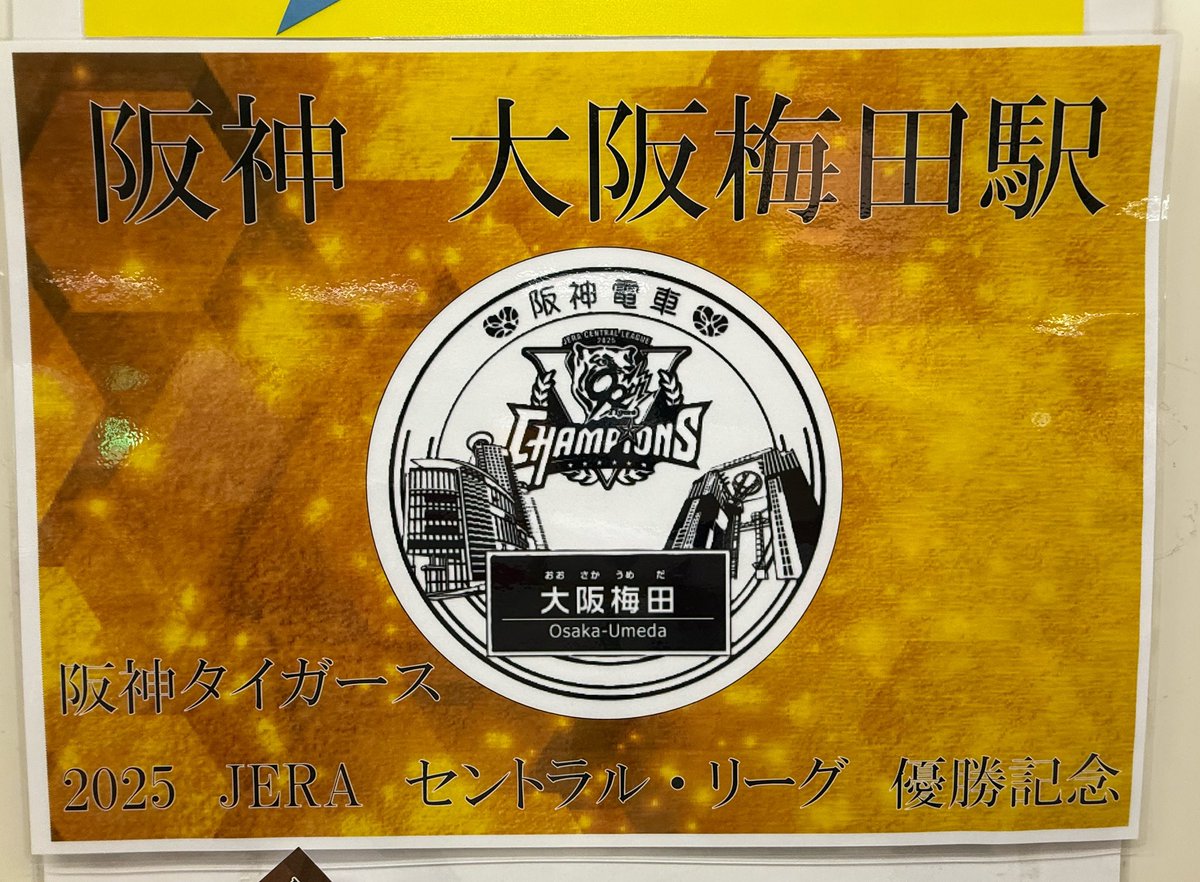 阪神　大阪梅田駅
阪神電車
JERA CENTRAL LEAGUE
2025
90th
CHAMPIONS
おお さか うめ だ
大阪梅田
Osaka-Umeda
阪神タイガース
2025 JERA セントラル・リーグ 優勝記念